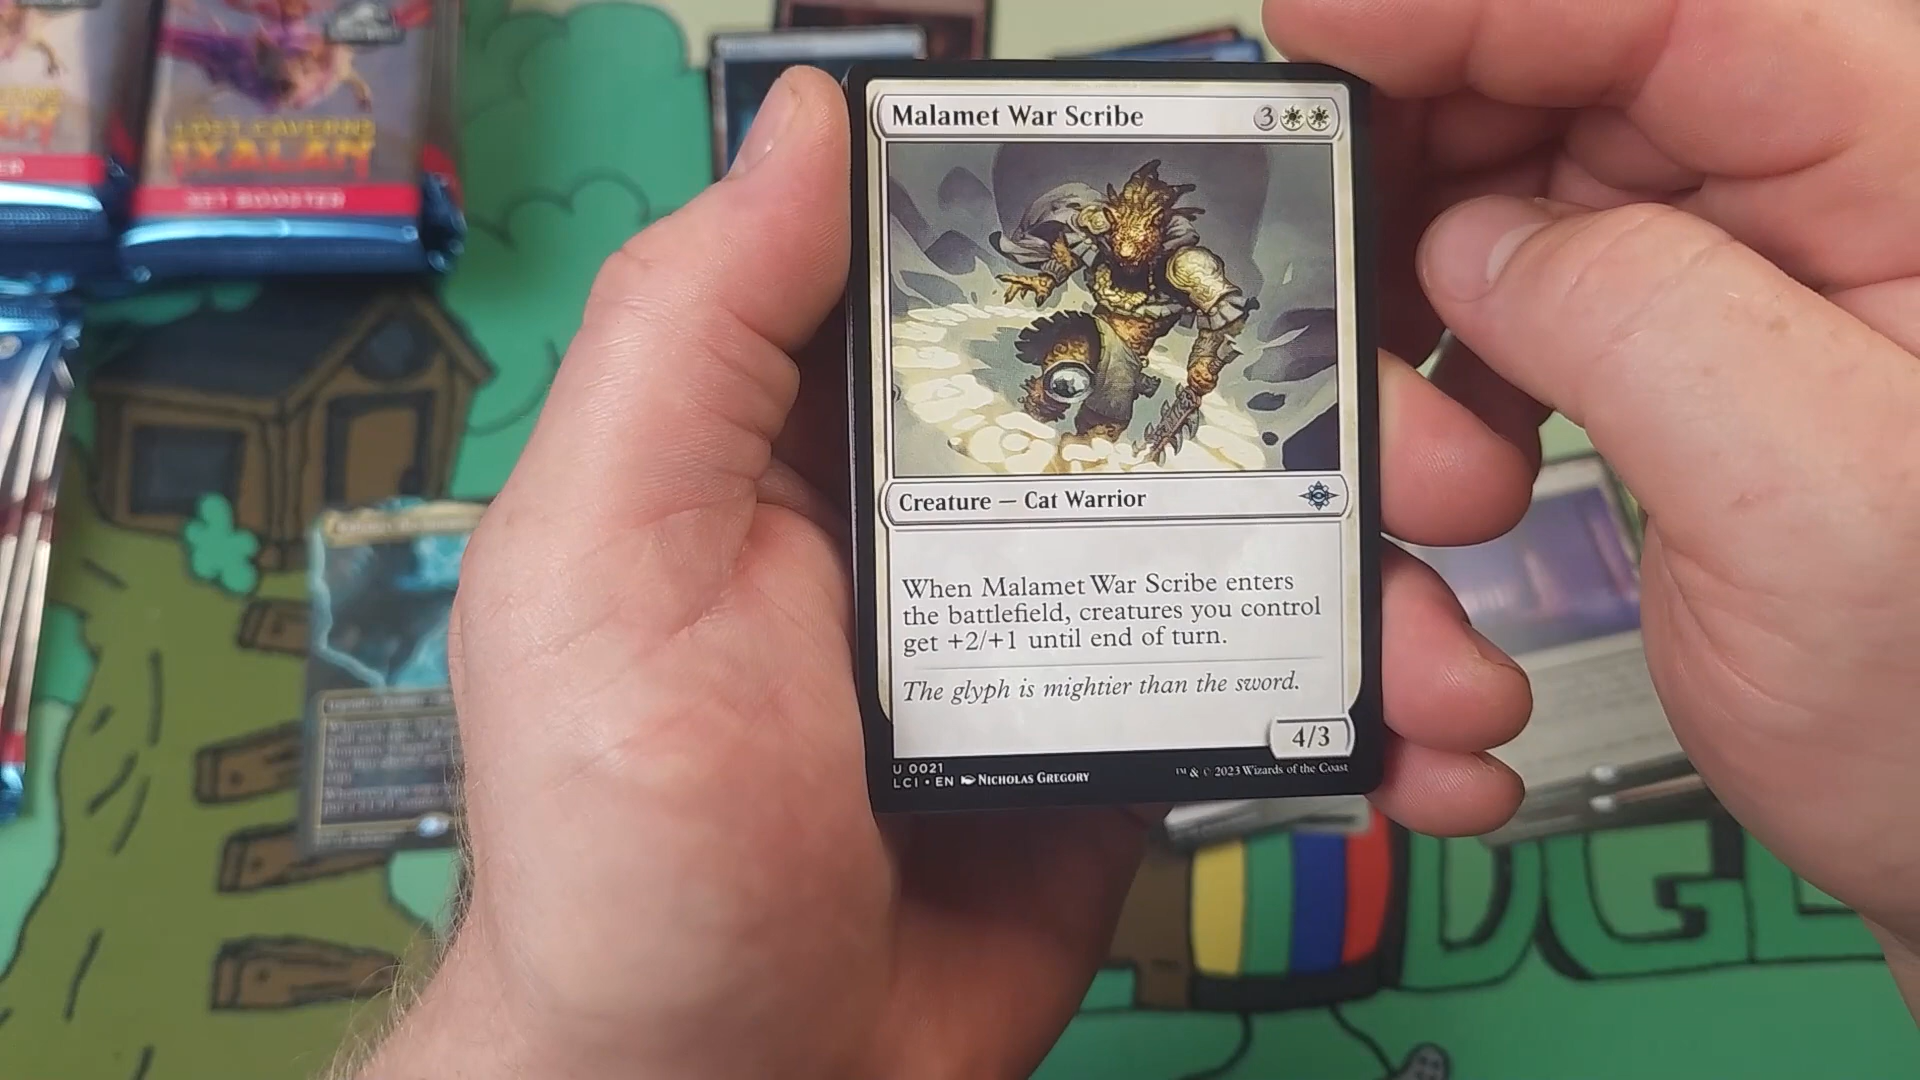 LOST CAVERNS
IXALAN
SET BOOSTER
Malamet War Scribe 3
Creature — Cat Warrior
When Malamet War Scribe enters
the battlefield, creatures you control
get +2/+1 until end of turn.
The glyph is mightier than the sword.
4/3
U 0021
LCI • EN NICHOLAS GREGORY
™ & © 2023 Wizards of the Coast